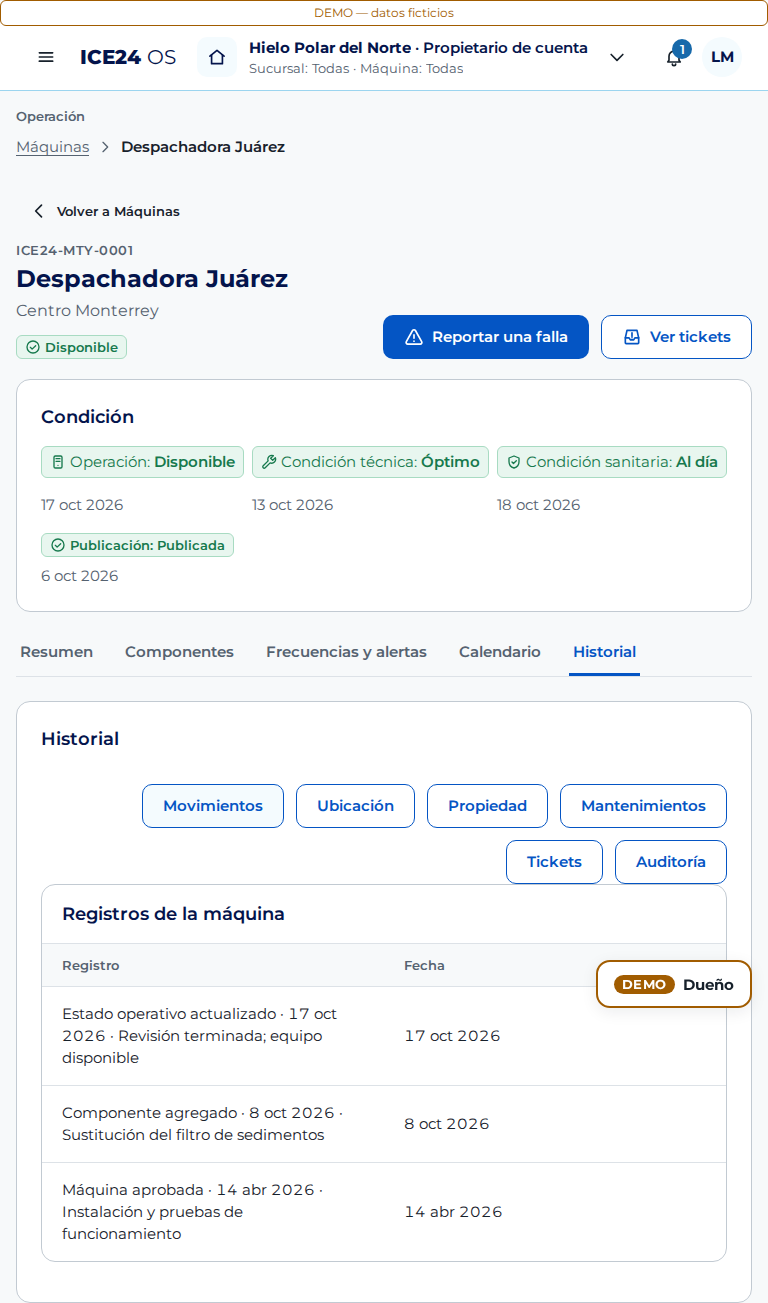 DEMO — datos ficticios
ICE24 OS
Hielo Polar del Norte · Propietario de cuenta
Sucursal: Todas · Máquina: Todas
1
LM
Operación
Máquinas
Despachadora Juárez
Volver a Máquinas
ICE24-MTY-0001
Despachadora Juárez
Centro Monterrey
Disponible
Reportar una falla
Ver tickets
Condición
Operación: Disponible
Condición técnica: Óptimo
Condición sanitaria: Al día
17 oct 2026
13 oct 2026
18 oct 2026
Publicación: Publicada
6 oct 2026
Resumen
Componentes
Frecuencias y alertas
Calendario
Historial
Historial
Movimientos
Ubicación
Propiedad
Mantenimientos
Tickets
Auditoría
Registros de la máquina
Registro
Fecha
DEMO Dueño
Estado operativo actualizado · 17 oct
2026 · Revisión terminada; equipo
disponible
17 oct 2026
Componente agregado · 8 oct 2026 ·
Sustitución del filtro de sedimentos
8 oct 2026
Máquina aprobada · 14 abr 2026 ·
Instalación y pruebas de
funcionamiento
14 abr 2026